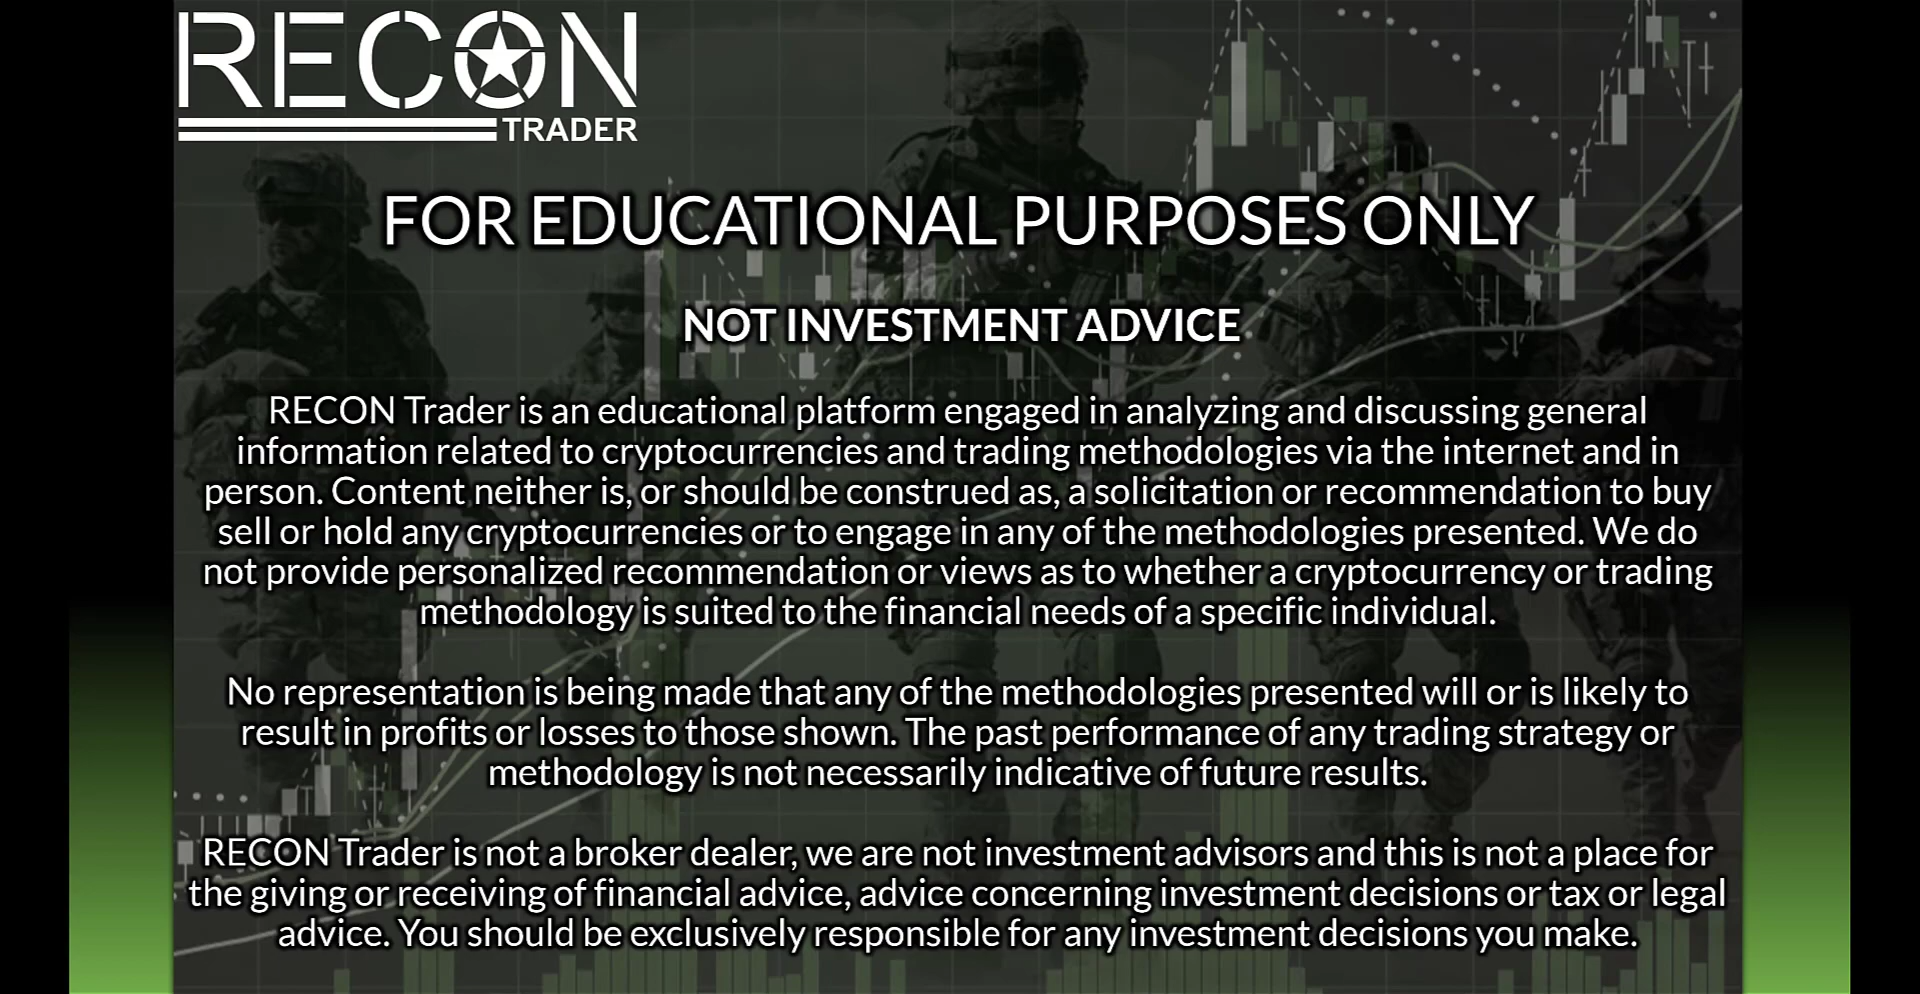 RECON
TRADER
FOR EDUCATIONAL PURPOSES ONLY
NOT INVESTMENT ADVICE
RECON Trader is an educational platform engaged in analyzing and discussing general
information related to cryptocurrencies and trading methodologies via the internet and in
person. Content neither is, or should be construed as, a solicitation or recommendation to buy
sell or hold any cryptocurrencies or to engage in any of the methodologies presented. We do
not provide personalized recommendation or views as to whether a cryptocurrency or trading
methodology is suited to the financial needs of a specific individual.
No representation is being made that any of the methodologies presented will or is likely to
result in profits or losses to those shown. The past performance of any trading strategy or
methodology is not necessarily indicative of future results.
RECON Trader is not a broker dealer, we are not investment advisors and this is not a place for
the giving or receiving of financial advice, advice concerning investment decisions or tax or legal
advice. You should be exclusively responsible for any investment decisions you make.